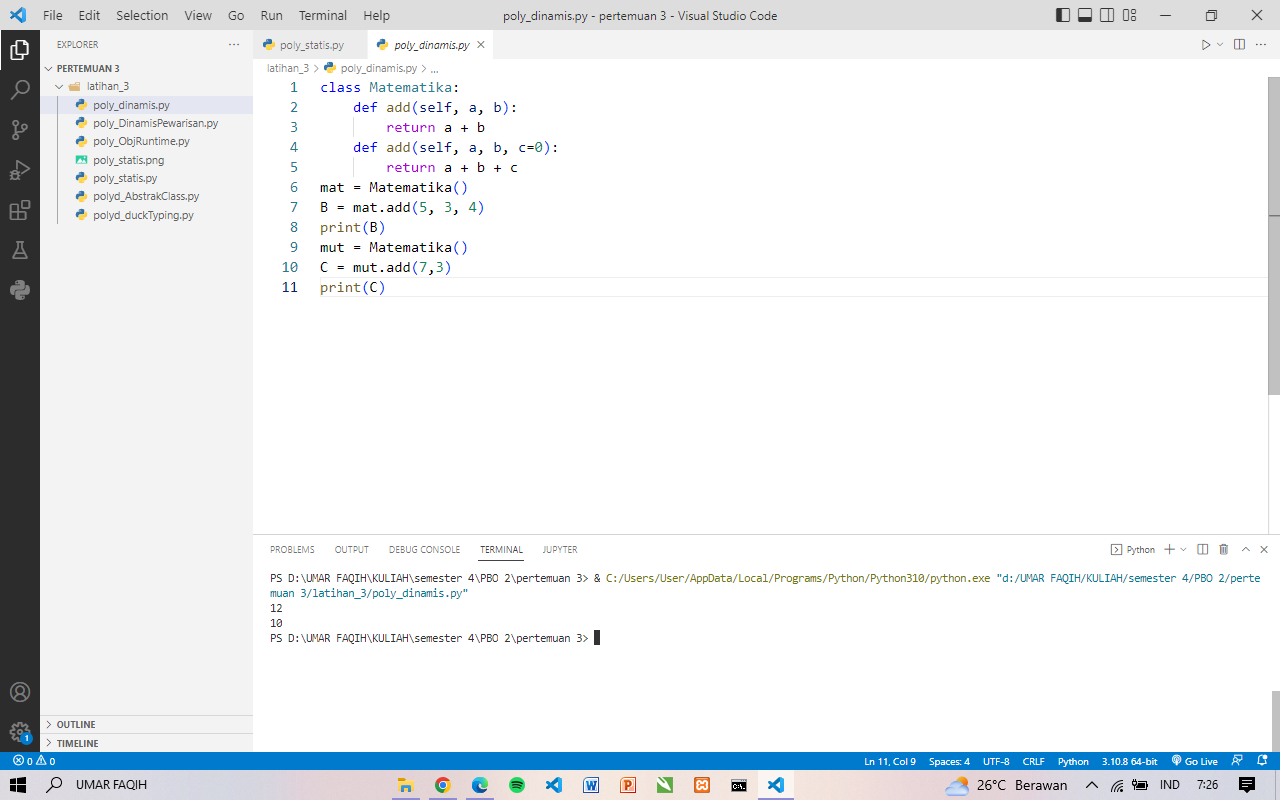 File Edit Selection View Go Run Terminal Help poly_dinamis.py - pertemuan 3 - Visual Studio Code
EXPLORER
PERTEMUAN 3
latihan_3
poly_dinamis.py
poly_DinamisPewarisan.py
poly_ObjRuntime.py
poly_statis.png
poly_statis.py
polyd_AbstrakClass.py
polyd_duckTyping.py
OUTLINE
TIMELINE
poly_statis.py poly_dinamis.py
latihan_3 > poly_dinamis.py > ...
1 class Matematika:
2     def add(self, a, b):
3         return a + b
4     def add(self, a, b, c=0):
5         return a + b + c
6 mat = Matematika()
7 B = mat.add(5, 3, 4)
8 print(B)
9 mut = Matematika()
10 C = mut.add(7,3)
11 print(C)
PROBLEMS OUTPUT DEBUG CONSOLE TERMINAL JUPYTER Python
PS D:\UMAR FAQIH\KULIAH\semester 4\PBO 2\pertemuan 3> & C:/Users/User/AppData/Local/Programs/Python/Python310/python.exe "d:/UMAR FAQIH/KULIAH/semester 4/PBO 2/perte
muan 3/latihan_3/poly_dinamis.py"
12
10
PS D:\UMAR FAQIH\KULIAH\semester 4\PBO 2\pertemuan 3>
1
0 0 Ln 11, Col 9 Spaces: 4 UTF-8 CRLF Python 3.10.8 64-bit Go Live
UMAR FAQIH 26°C Berawan IND 7:26